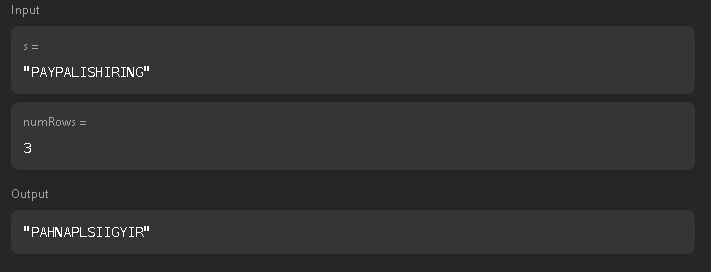 Input
s =
"PAYPALISHIRING"
numRows =
3
Output
"PAHNAPLSIIGYIR"